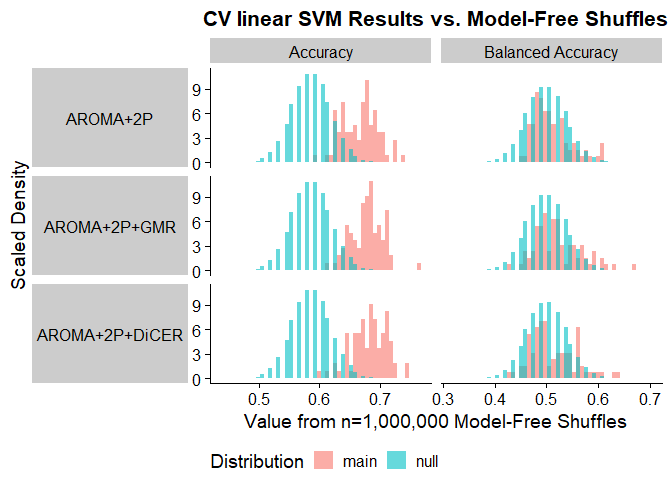 CV linear SVM Results vs. Model-Free Shuffles
Accuracy
Balanced Accuracy
Scaled Density
AROMA+2P
9
6
3
0
AROMA+2P+GMR
9
6
3
0
AROMA+2P+DiCER
9
6
3
0
0.5 0.6 0.7 0.3 0.4 0.5 0.6 0.7
Value from n=1,000,000 Model-Free Shuffles
Distribution main null